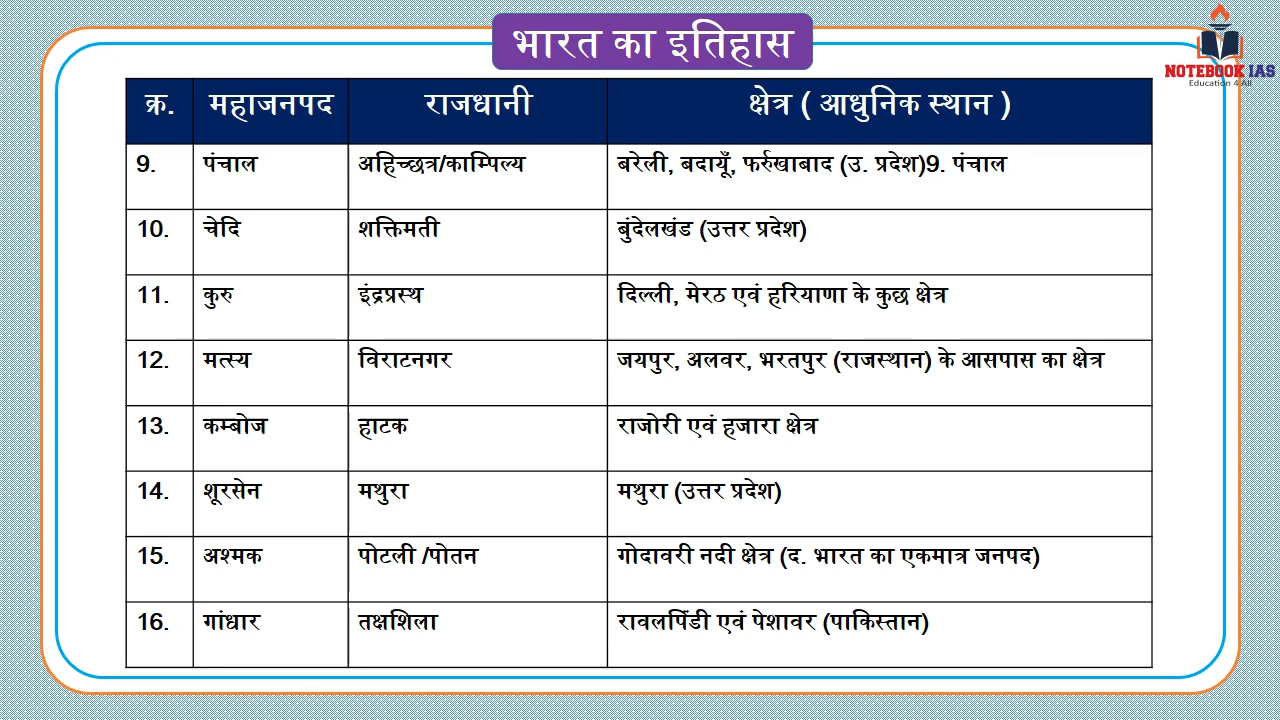 भारत का इतिहास
NOTEBOOK IAS
Education 4 All
क्र. महाजनपद राजधानी क्षेत्र ( आधुनिक स्थान )
9. पंचाल अहिच्छत्र/काम्पिल्य बरेली, बदायूँ, फर्रुखाबाद (उ. प्रदेश)9. पंचाल
10. चेदि शक्तिमती बुंदेलखंड (उत्तर प्रदेश)
11. कुरु इंद्रप्रस्थ दिल्ली, मेरठ एवं हरियाणा के कुछ क्षेत्र
12. मत्स्य विराटनगर जयपुर, अलवर, भरतपुर (राजस्थान) के आसपास का क्षेत्र
13. कम्बोज हाटक राजोरी एवं हजारा क्षेत्र
14. शूरसेन मथुरा मथुरा (उत्तर प्रदेश)
15. अश्मक पोटली /पोतन गोदावरी नदी क्षेत्र (द. भारत का एकमात्र जनपद)
16. गांधार तक्षशिला रावलपिंडी एवं पेशावर (पाकिस्तान)